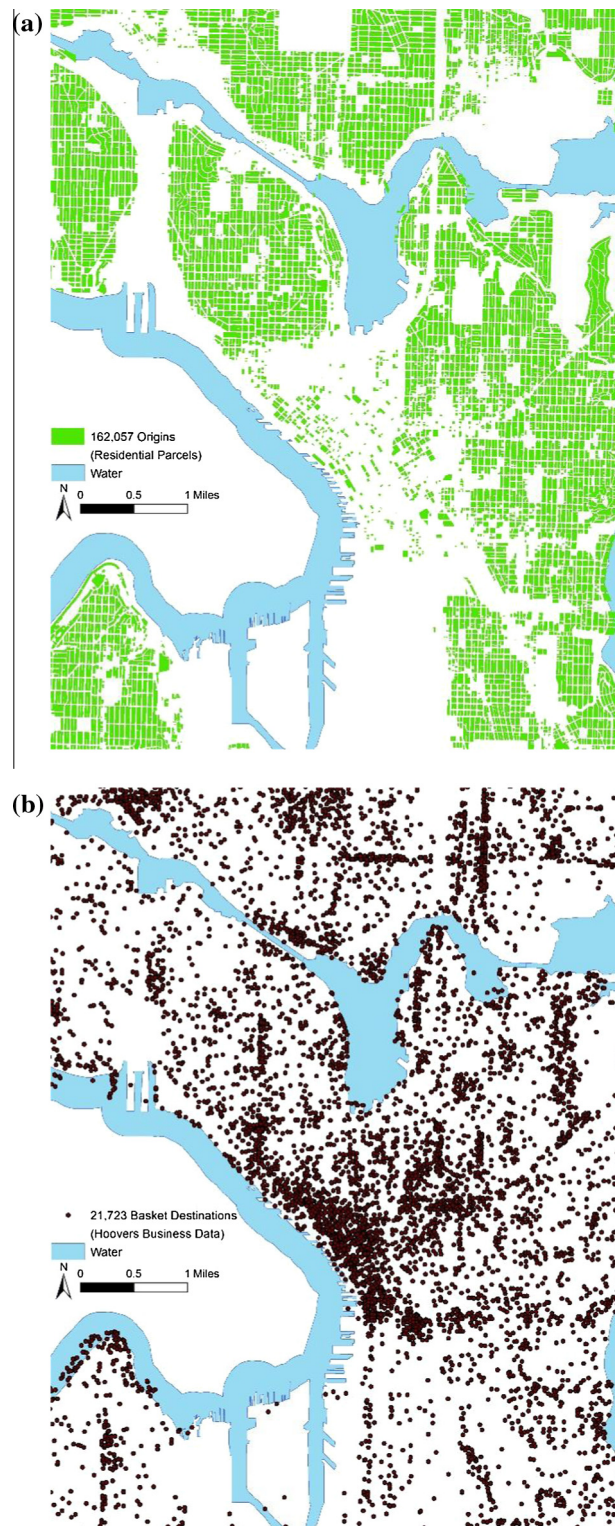 (a)
162,057 Origins
(Residential Parcels)
Water
N
0 0.5 1 Miles
(b)
21,723 Basket Destinations
(Hoovers Business Data)
Water
N
0 0.5 1 Miles